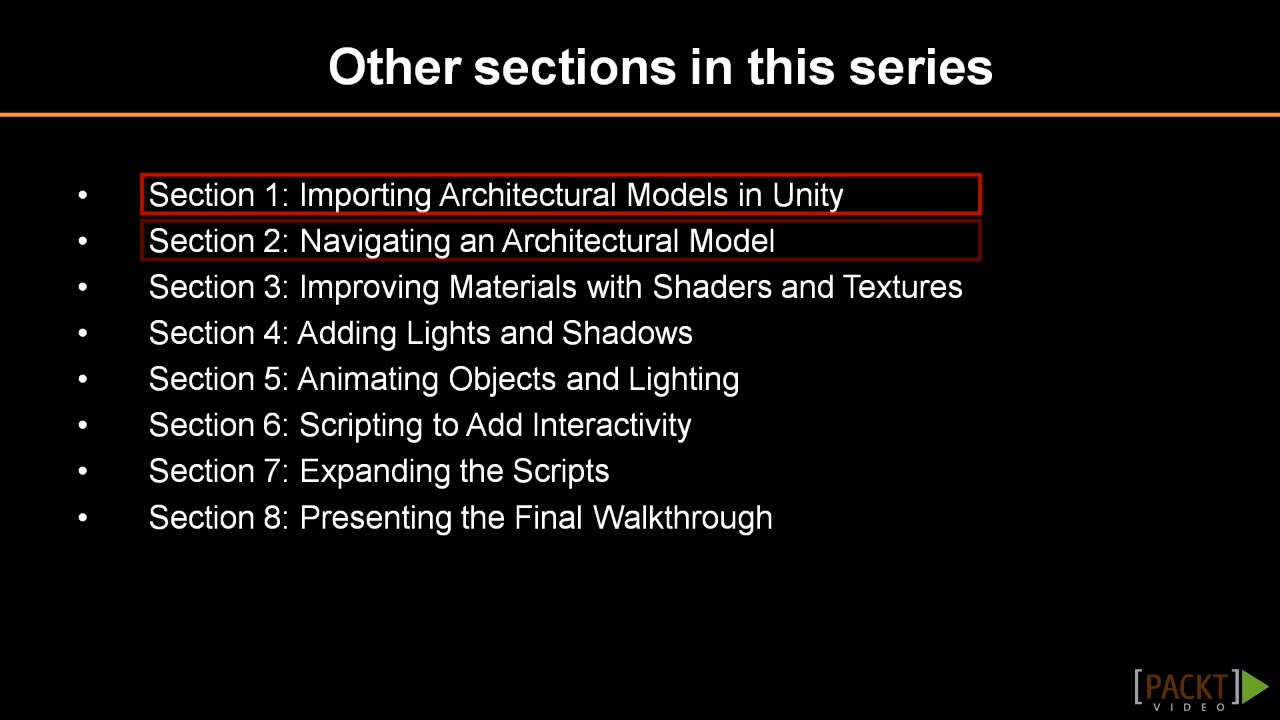 Other sections in this series
• Section 1: Importing Architectural Models in Unity
• Section 2: Navigating an Architectural Model
• Section 3: Improving Materials with Shaders and Textures
• Section 4: Adding Lights and Shadows
• Section 5: Animating Objects and Lighting
• Section 6: Scripting to Add Interactivity
• Section 7: Expanding the Scripts
• Section 8: Presenting the Final Walkthrough
[PACKT]
VIDEO